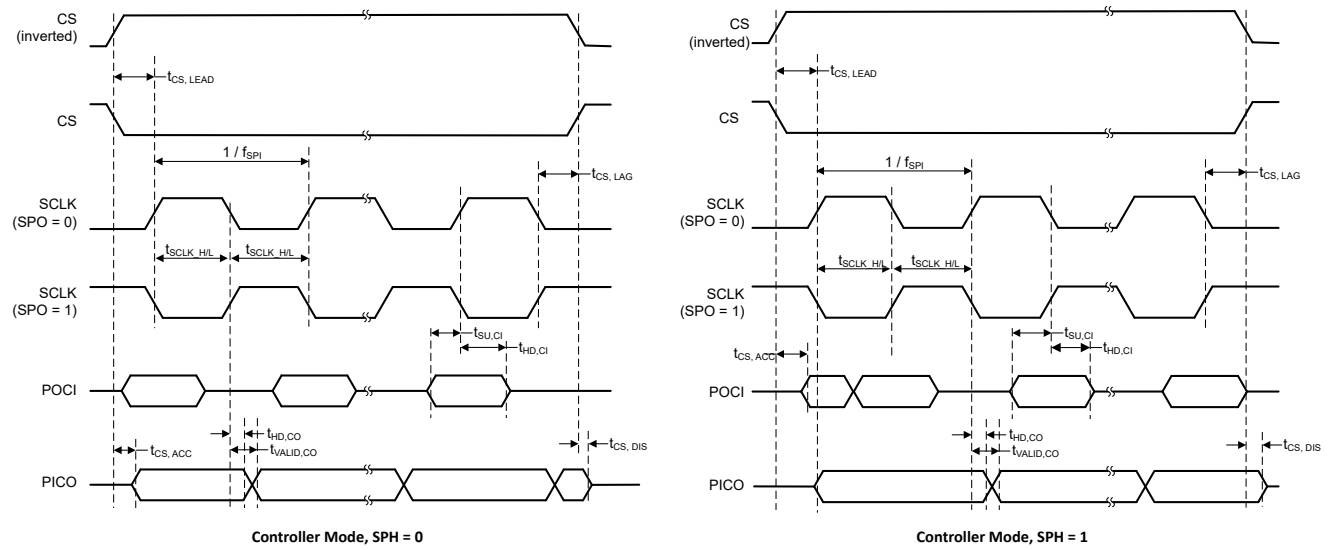 CS
(inverted)
tCS, LEAD
CS
1 / fSPI
tCS, LAG
SCLK
(SPO = 0)
tSCLK_H/L
tSCLK_H/L
SCLK
(SPO = 1)
tSU,CI
tHD,CI
POCI
tHD,CO
tCS, ACC
tVALID,CO
tCS, DIS
PICO
Controller Mode, SPH = 0
CS
(inverted)
tCS, LEAD
CS
1 / fSPI
tCS, LAG
SCLK
(SPO = 0)
tSCLK_H/L
tSCLK_H/L
SCLK
(SPO = 1)
tSU,CI
tCS, ACC
tHD,CI
POCI
tHD,CO
tVALID,CO
tCS, DIS
PICO
Controller Mode, SPH = 1